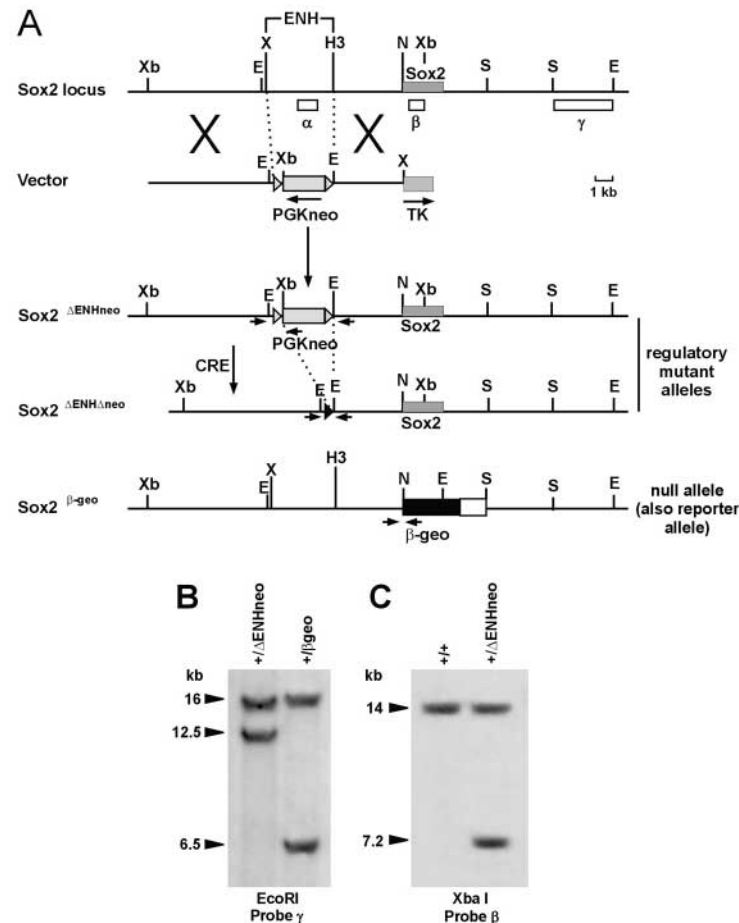 A
ENH
X H3 N Xb
Xb E Sox2 S S E
Sox2 locus
α β γ
X X
E Xb E X
Vector
1 kb
PGKneo TK
Xb E Xb E N Xb S S E
Sox2 ΔENHneo
Sox2
PGKneo
CRE
regulatory
mutant
alleles
Xb E E N Xb S S E
Sox2 ΔENHΔneo
Sox2
H3
Xb E X N E S S E
Sox2 β-geo
null allele
(also reporter
allele)
β-geo
B
+/ΔENHneo
+/βgeo
kb
16
12.5
6.5
EcoRI
Probe γ
C
+/+
+/ΔENHneo
kb
14
7.2
Xba I
Probe β